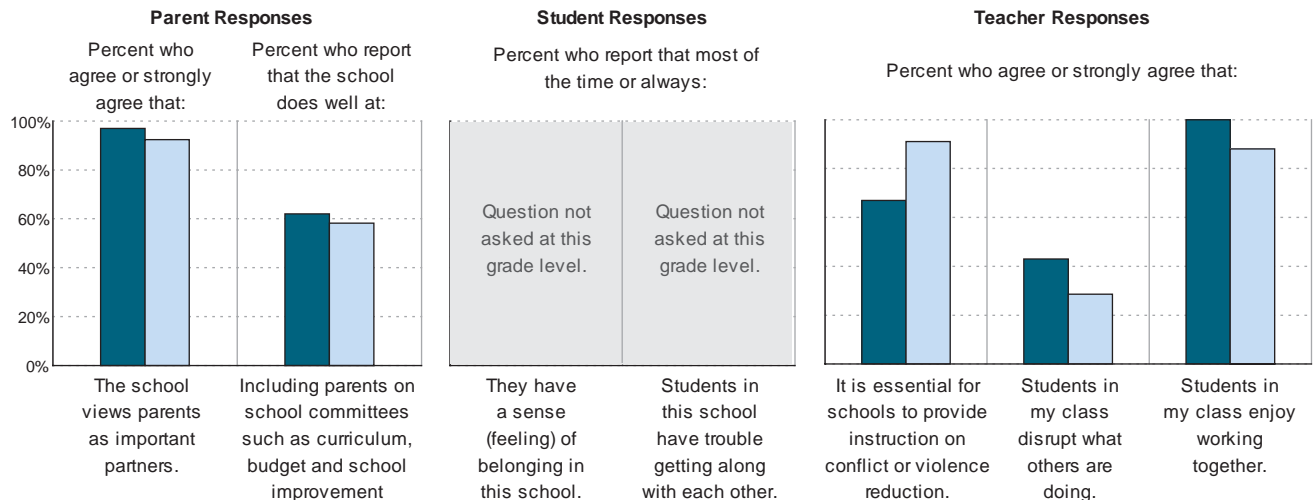 Parent Responses
Percent who
agree or strongly
agree that:
Percent who report
that the school
does well at:
100%
80%
60%
40%
20%
0%
The school
views parents
as important
partners.
Including parents on
school committees
such as curriculum,
budget and school
improvement
Student Responses
Percent who report that most of
the time or always:
Question not
asked at this
grade level.
Question not
asked at this
grade level.
They have
a sense
(feeling) of
belonging in
this school.
Students in
this school
have trouble
getting along
with each other.
Teacher Responses
Percent who agree or strongly agree that:
It is essential for
schools to provide
instruction on
conflict or violence
reduction.
Students in
my class
disrupt what
others are
doing.
Students in
my class enjoy
working
together.